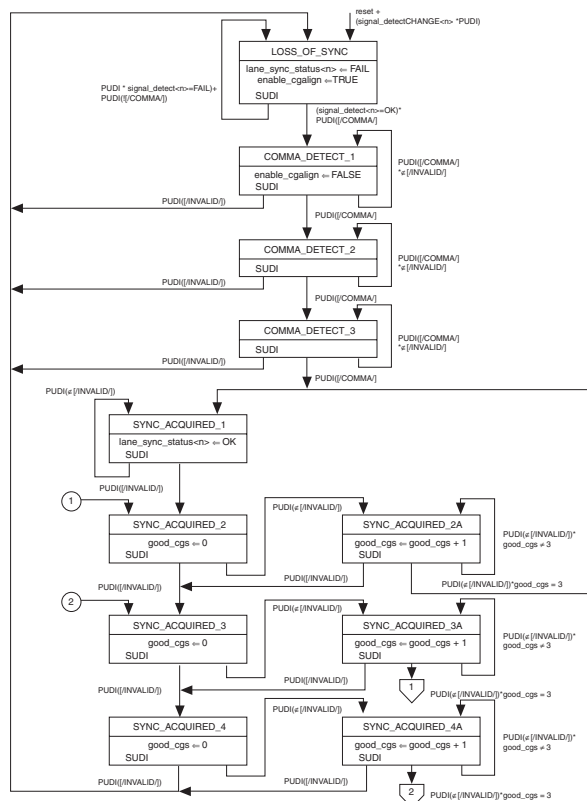 reset +
(signal_detectCHANGE<n> *PUDI)
LOSS_OF_SYNC
lane_sync_status<n> ⇐ FAIL
enable_cgalign ⇐TRUE
SUDI
PUDI * signal_detect<n>=FAIL)+
PUDI(![/COMMA/])
(signal_detect<n>=OK)*
PUDI([/COMMA/]
COMMA_DETECT_1
enable_cgalign ⇐ FALSE
SUDI
PUDI([/COMMA/]
*∉[/INVALID/]
PUDI([/INVALID/])
PUDI([/COMMA/]
COMMA_DETECT_2
SUDI
PUDI([/COMMA/]
*∉[/INVALID/]
PUDI([/INVALID/])
PUDI([/COMMA/]
COMMA_DETECT_3
SUDI
PUDI([/COMMA/]
*∉[/INVALID/]
PUDI([/INVALID/])
PUDI([/COMMA/]
PUDI(∉[/INVALID/])
SYNC_ACQUIRED_1
lane_sync_status<n> ⇐ OK
SUDI
PUDI([/INVALID/])
1
PUDI(∉[/INVALID/])
SYNC_ACQUIRED_2
good_cgs ⇐ 0
SUDI
SYNC_ACQUIRED_2A
good_cgs ⇐ good_cgs + 1
SUDI
PUDI(∉[/INVALID/])*
good_cgs ≠ 3
PUDI([/INVALID/])
PUDI([/INVALID/])
PUDI(∉[/INVALID/])*good_cgs = 3
2
PUDI(∉[/INVALID/])
SYNC_ACQUIRED_3
good_cgs ⇐ 0
SUDI
SYNC_ACQUIRED_3A
good_cgs ⇐ good_cgs + 1
SUDI
PUDI(∉[/INVALID/])*
good_cgs ≠ 3
PUDI([/INVALID/])
PUDI([/INVALID/])
1
PUDI(∉[/INVALID/])*good_cgs = 3
PUDI(∉[/INVALID/])
SYNC_ACQUIRED_4
good_cgs ⇐ 0
SUDI
SYNC_ACQUIRED_4A
good_cgs ⇐ good_cgs + 1
SUDI
PUDI(∉[/INVALID/])*
good_cgs ≠ 3
PUDI([/INVALID/])
PUDI([/INVALID/])
2
PUDI(∉[/INVALID/])*good_cgs = 3